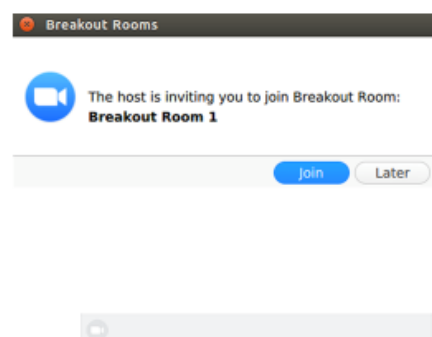 Breakout Rooms
The host is inviting you to join Breakout Room:
Breakout Room 1
Join
Later